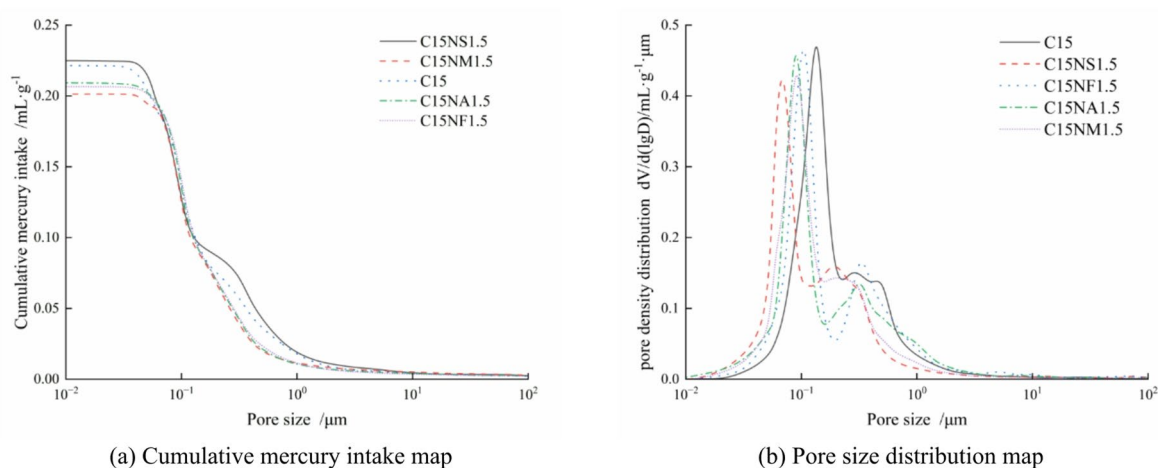 0.25
0.20
0.15
0.10
0.05
0.00
Cumulative mercury intake /mL·g⁻¹
C15NS1.5
C15NM1.5
C15
C15NA1.5
C15NF1.5
10⁻² 10⁻¹ 10⁰ 10¹ 10²
Pore size /μm
(a) Cumulative mercury intake map
0.5
0.4
0.3
0.2
0.1
0.0
pore density distribution dV/d(lgD)/mL·g⁻¹·μm
C15
C15NS1.5
C15NF1.5
C15NA1.5
C15NM1.5
10⁻² 10⁻¹ 10⁰ 10¹ 10²
Pore size /μm
(b) Pore size distribution map